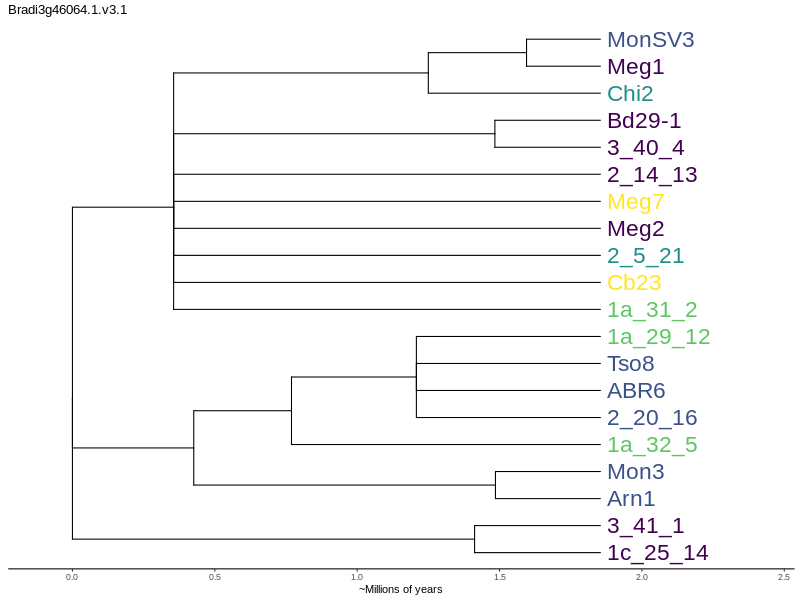 Bradi3g46064.1.v3.1
MonSV3
Meg1
Chi2
Bd29-1
3_40_4
2_14_13
Meg7
Meg2
2_5_21
Cb23
1a_31_2
1a_29_12
Tso8
ABR6
2_20_16
1a_32_5
Mon3
Arn1
3_41_1
1c_25_14
0.0 0.5 1.0 1.5 2.0 2.5
~Millions of years